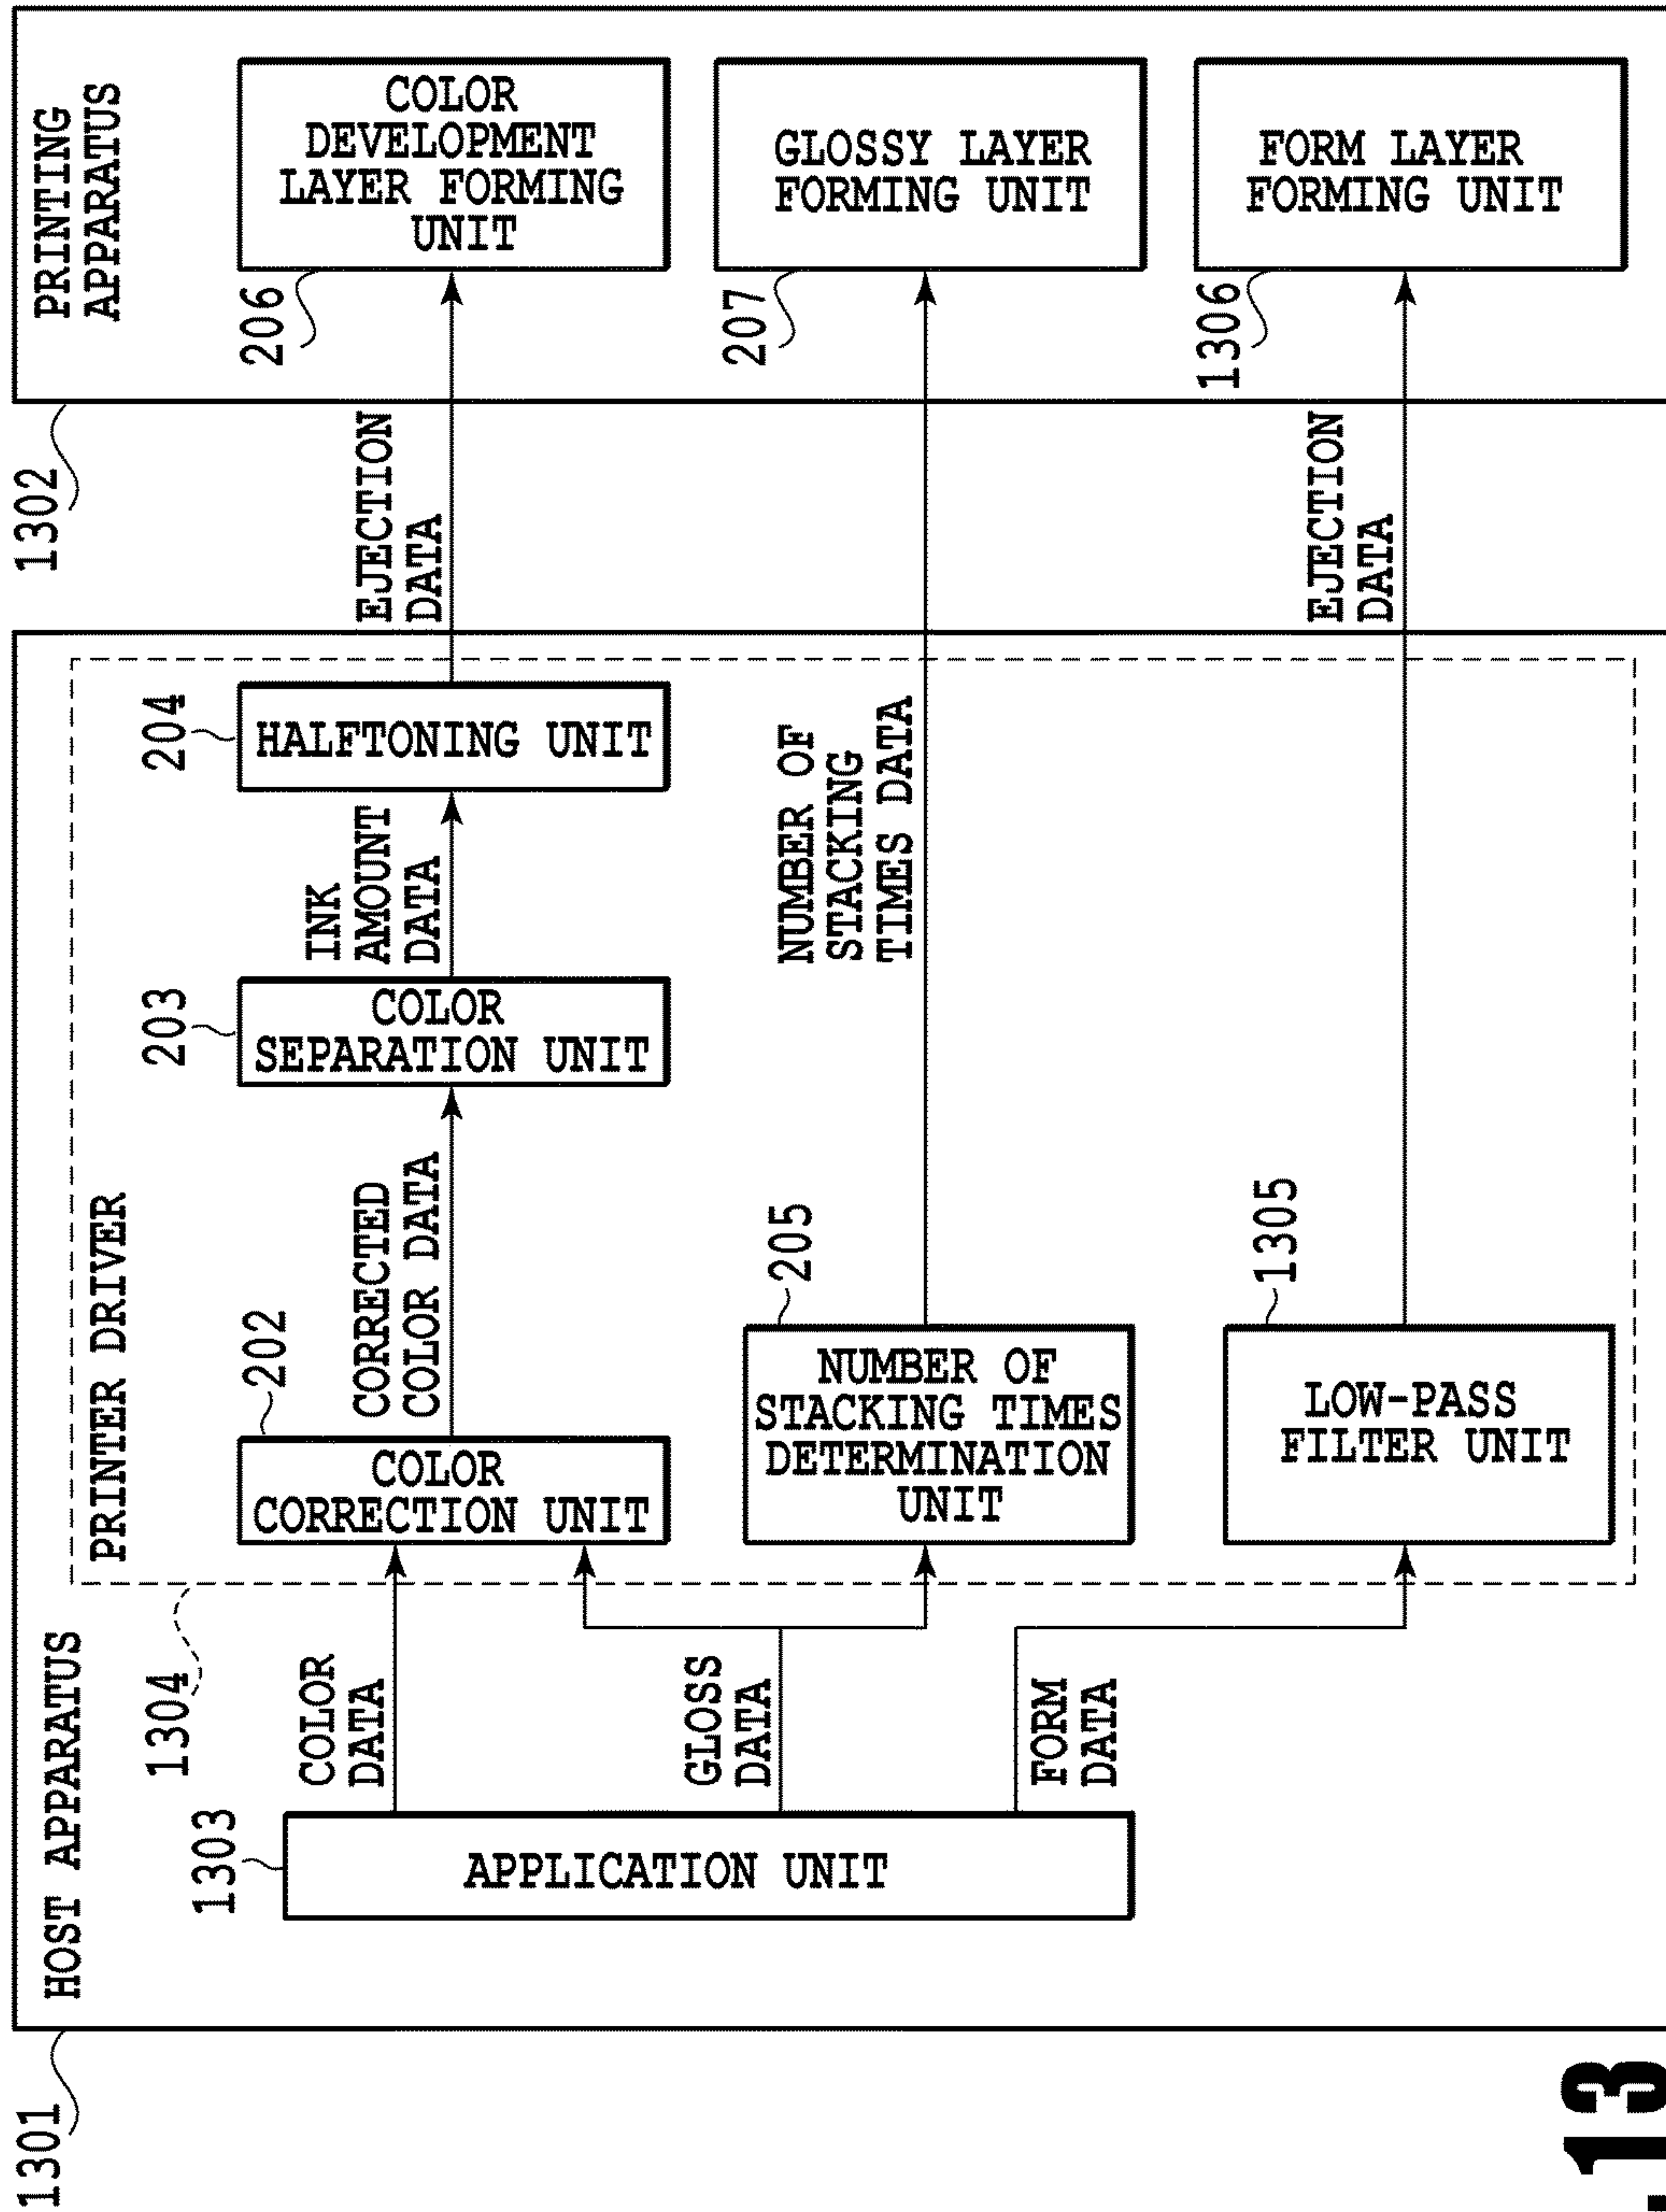 1301
HOST APPARATUS
1303
APPLICATION UNIT
COLOR
DATA
GLOSS
DATA
FORM
DATA
1304
PRINTER DRIVER
202
COLOR
CORRECTION UNIT
CORRECTED
COLOR DATA
203
COLOR
SEPARATION UNIT
INK
AMOUNT
DATA
204
HALFTONING UNIT
205
NUMBER OF
STACKING TIMES
DETERMINATION
UNIT
NUMBER OF
STACKING
TIMES DATA
1305
LOW-PASS
FILTER UNIT
EJECTION
DATA
EJECTION
DATA
1302
PRINTING
APPARATUS
206
COLOR
DEVELOPMENT
LAYER FORMING
UNIT
207
GLOSSY LAYER
FORMING UNIT
1306
FORM LAYER
FORMING UNIT
.13